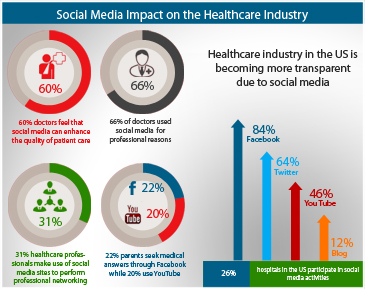 Social Media Impact on the Healthcare Industry
60%
60% doctors feel that
social media can enhance
the quality of patient care
66%
66% of doctors used
social media for
professional reasons
31%
31% healthcare profes-
sionals make use of social
media sites to perform
professional networking
f 22%
You
Tube
20%
22% parents seek medical
answers through Facebook
while 20% use YouTube
Healthcare industry in the US is
becoming more transparent
due to social media
84%
Facebook
64%
Twitter
46%
YouTube
12%
Blog
26%
hospitals in the US participate in social
media activities